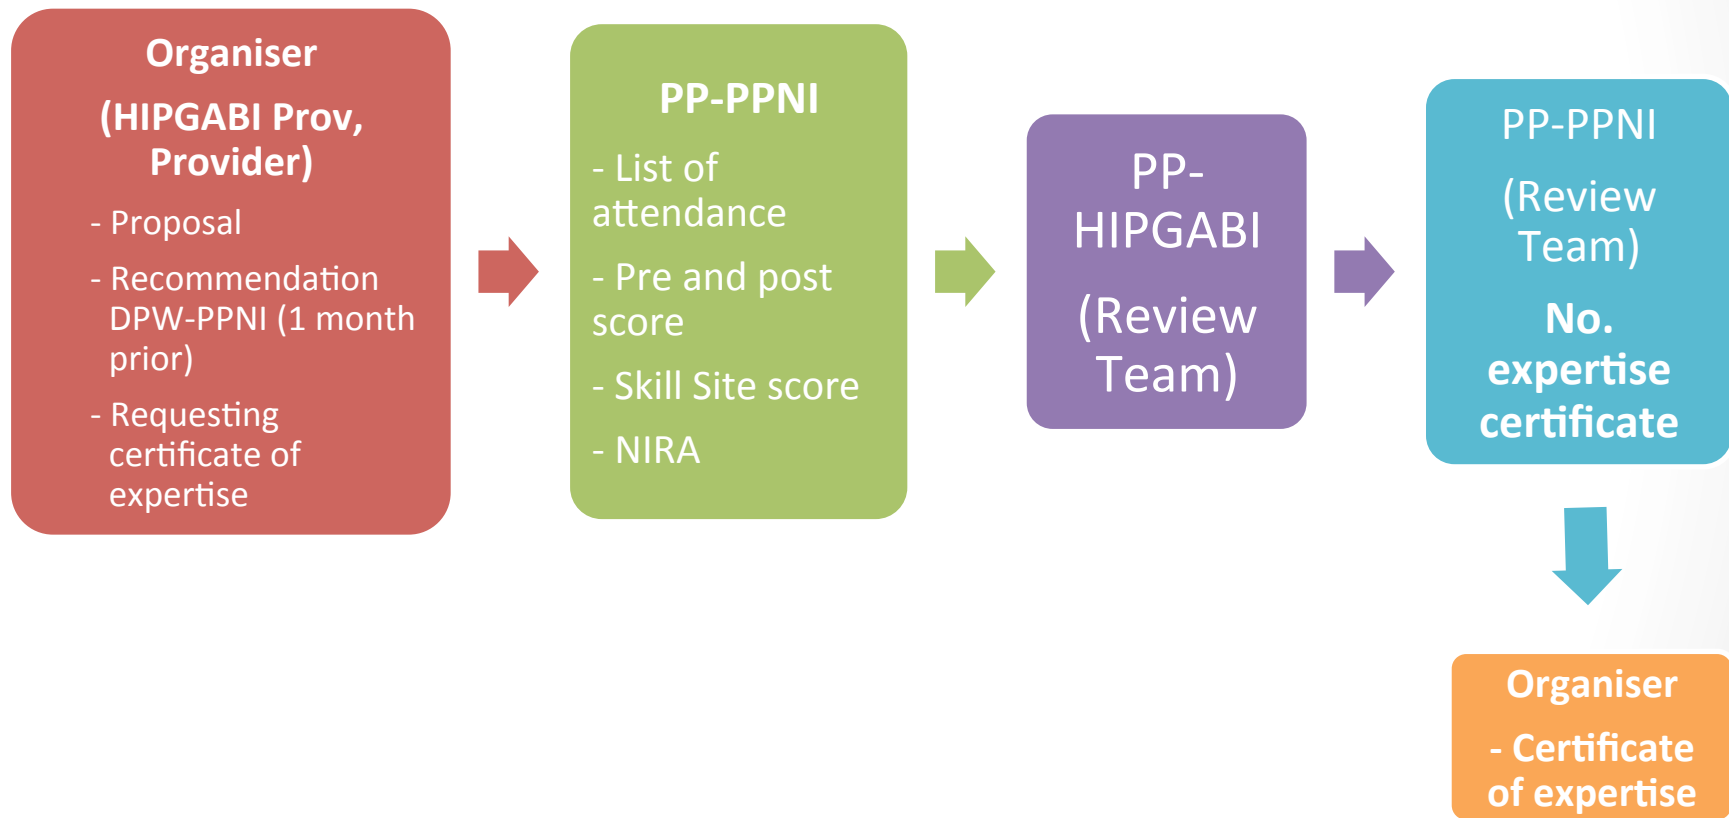 Organiser
(HIPGABI Prov,
Provider)
- Proposal
- Recommendation
DPW-PPNI (1 month
prior)
- Requesting
certificate of
expertise
PP-PPNI
- List of
attendance
- Pre and post
score
- Skill Site score
- NIRA
PP-
HIPGABI
(Review
Team)
PP-PPNI
(Review
Team)
No.
expertise
certificate
Organiser
- Certificate
of expertise